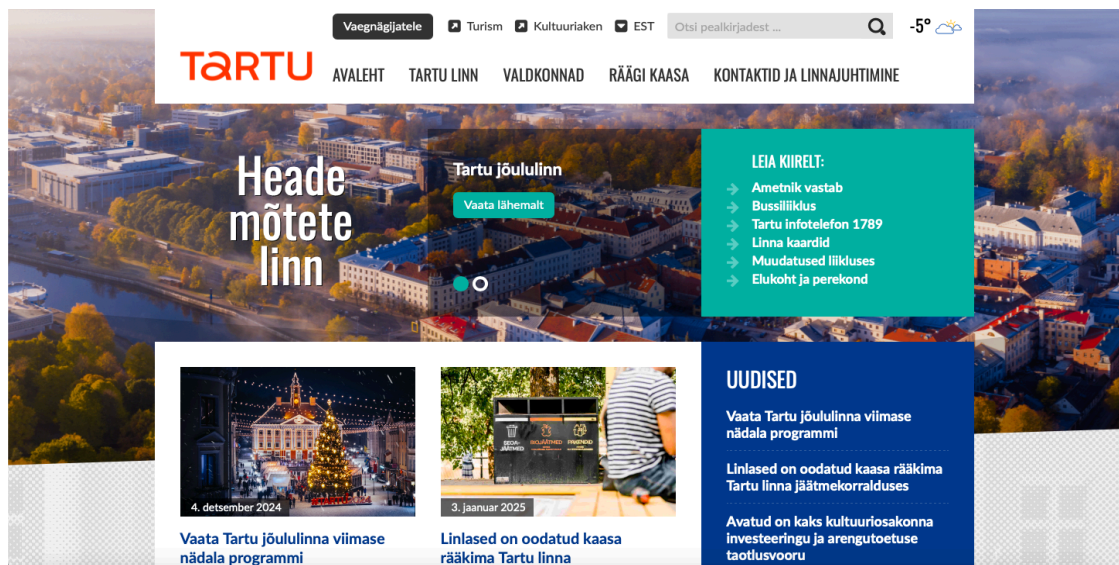 Vaegnägijatele Turism Kultuuriaken EST Otsi pealkirjadest ... -5°
TaRTU
AVALEHT TARTU LINN VALDKONNAD RÄÄGI KAASA KONTAKTID JA LINNAJUHTIMINE
Heade
mõtete
linn
Tartu jõululinn
Vaata lähemalt
LEIA KIIRELT:
Ametnik vastab
Bussiliiklus
Tartu infotelefon 1789
Linna kaardid
Muudatused liikluses
Elukoht ja perekond
4. detsember 2024
Vaata Tartu jõululinna viimase
nädala programmi
SEGA-
JÄÄTMED
BIOJÄÄTMED
PAKENDID
3. jaanuar 2025
Linlased on oodatud kaasa
rääkima Tartu linna
UUDISED
Vaata Tartu jõululinna viimase
nädala programmi
Linlased on oodatud kaasa rääkima
Tartu linna jäätmekorralduses
Avatud on kaks kultuuriosakonna
investeeringu ja arengutoetuse
taotlusvooru